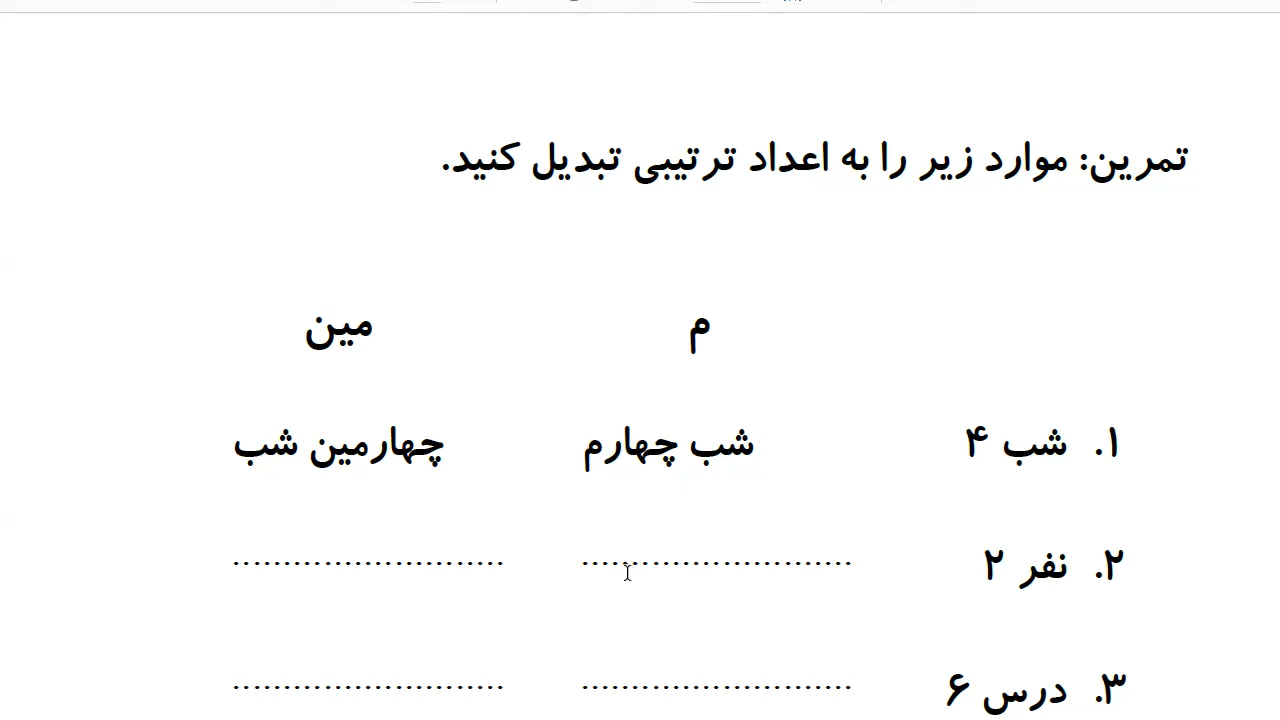 تمرین: موارد زیر را به اعداد ترتیبی تبدیل کنید.
م مین
۱. شب ۴ شب چهارم چهارمین شب
۲. نفر ۲ .......................... ..........................
۳. درس ۶ .......................... ..........................